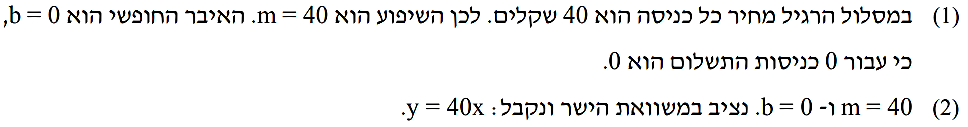 (1) במסלול הרגיל מחיר כל כניסה הוא 40 שקלים. לכן השיפוע הוא m = 40. האיבר החופשי הוא b = 0,
כי עבור 0 כניסות התשלום הוא 0.
(2) m = 40 ו- b = 0. נציב במשוואת הישר ונקבל: y = 40x.